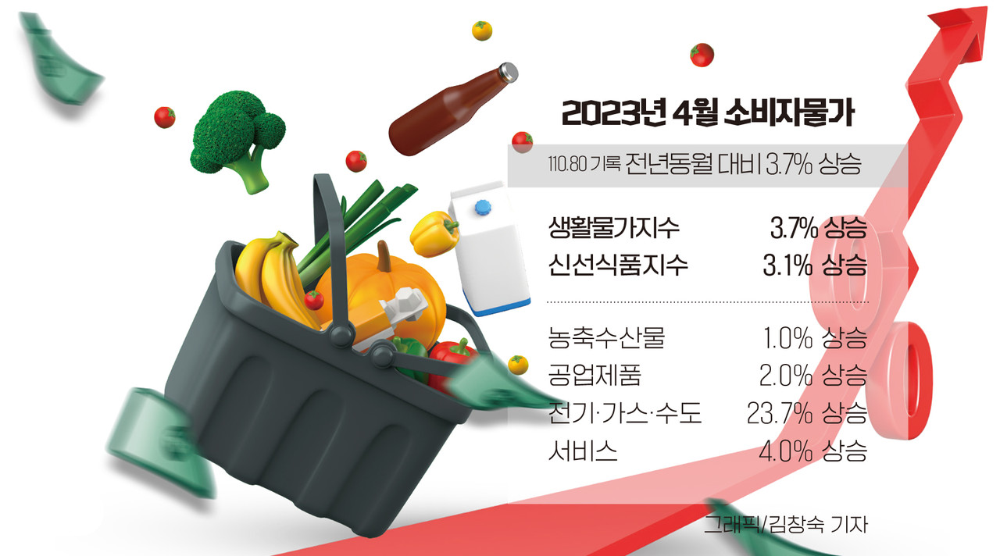 2023년 4월 소비자물가
110.80 기록 전년동월 대비 3.7% 상승
생활물가지수 3.7% 상승
신선식품지수 3.1% 상승
농축수산물 1.0% 상승
공업제품 2.0% 상승
전기·가스·수도 23.7% 상승
서비스 4.0% 상승
그래픽/김창숙 기자